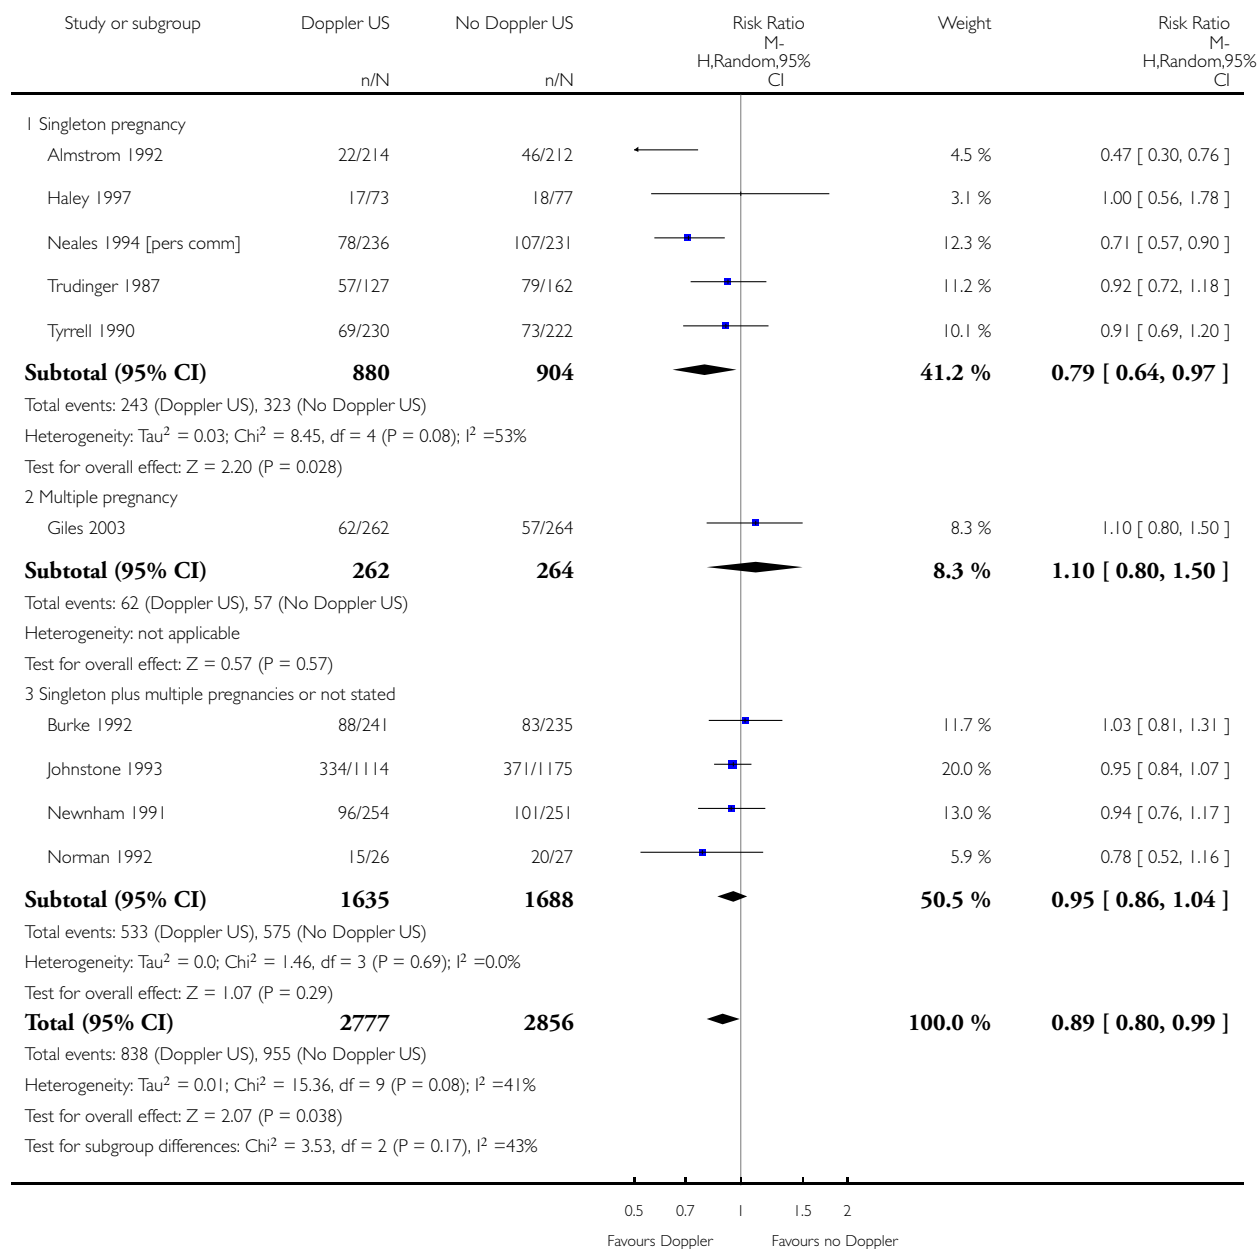 Study or subgroup Doppler US No Doppler US Risk Ratio Weight Risk Ratio
M- M-
H,Random,95% H,Random,95%
n/N n/N CI CI
1 Singleton pregnancy
Almstrom 1992 22/214 46/212 4.5 % 0.47 [ 0.30, 0.76 ]
Haley 1997 17/73 18/77 3.1 % 1.00 [ 0.56, 1.78 ]
Neales 1994 [pers comm] 78/236 107/231 12.3 % 0.71 [ 0.57, 0.90 ]
Trudinger 1987 57/127 79/162 11.2 % 0.92 [ 0.72, 1.18 ]
Tyrrell 1990 69/230 73/222 10.1 % 0.91 [ 0.69, 1.20 ]
Subtotal (95% CI) 880 904 41.2 % 0.79 [ 0.64, 0.97 ]
Total events: 243 (Doppler US), 323 (No Doppler US)
Heterogeneity: Tau² = 0.03; Chi² = 8.45, df = 4 (P = 0.08); I² =53%
Test for overall effect: Z = 2.20 (P = 0.028)
2 Multiple pregnancy
Giles 2003 62/262 57/264 8.3 % 1.10 [ 0.80, 1.50 ]
Subtotal (95% CI) 262 264 8.3 % 1.10 [ 0.80, 1.50 ]
Total events: 62 (Doppler US), 57 (No Doppler US)
Heterogeneity: not applicable
Test for overall effect: Z = 0.57 (P = 0.57)
3 Singleton plus multiple pregnancies or not stated
Burke 1992 88/241 83/235 11.7 % 1.03 [ 0.81, 1.31 ]
Johnstone 1993 334/1114 371/1175 20.0 % 0.95 [ 0.84, 1.07 ]
Newnham 1991 96/254 101/251 13.0 % 0.94 [ 0.76, 1.17 ]
Norman 1992 15/26 20/27 5.9 % 0.78 [ 0.52, 1.16 ]
Subtotal (95% CI) 1635 1688 50.5 % 0.95 [ 0.86, 1.04 ]
Total events: 533 (Doppler US), 575 (No Doppler US)
Heterogeneity: Tau² = 0.0; Chi² = 1.46, df = 3 (P = 0.69); I² =0.0%
Test for overall effect: Z = 1.07 (P = 0.29)
Total (95% CI) 2777 2856 100.0 % 0.89 [ 0.80, 0.99 ]
Total events: 838 (Doppler US), 955 (No Doppler US)
Heterogeneity: Tau² = 0.01; Chi² = 15.36, df = 9 (P = 0.08); I² =41%
Test for overall effect: Z = 2.07 (P = 0.038)
Test for subgroup differences: Chi² = 3.53, df = 2 (P = 0.17), I² =43%
0.5 0.7 1 1.5 2
Favours Doppler Favours no Doppler